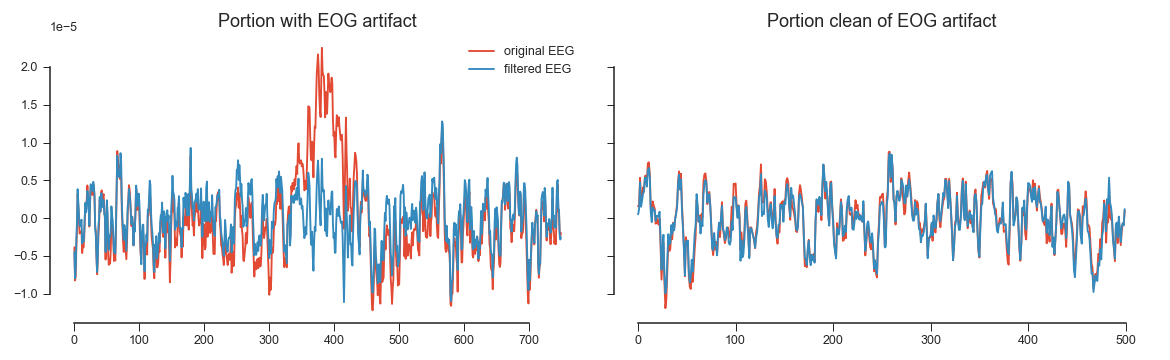 Portion with EOG artifact
Portion clean of EOG artifact
1e−5
original EEG
filtered EEG
2.0
1.5
1.0
0.5
0.0
−0.5
−1.0
0 100 200 300 400 500 600 700
0 100 200 300 400 500